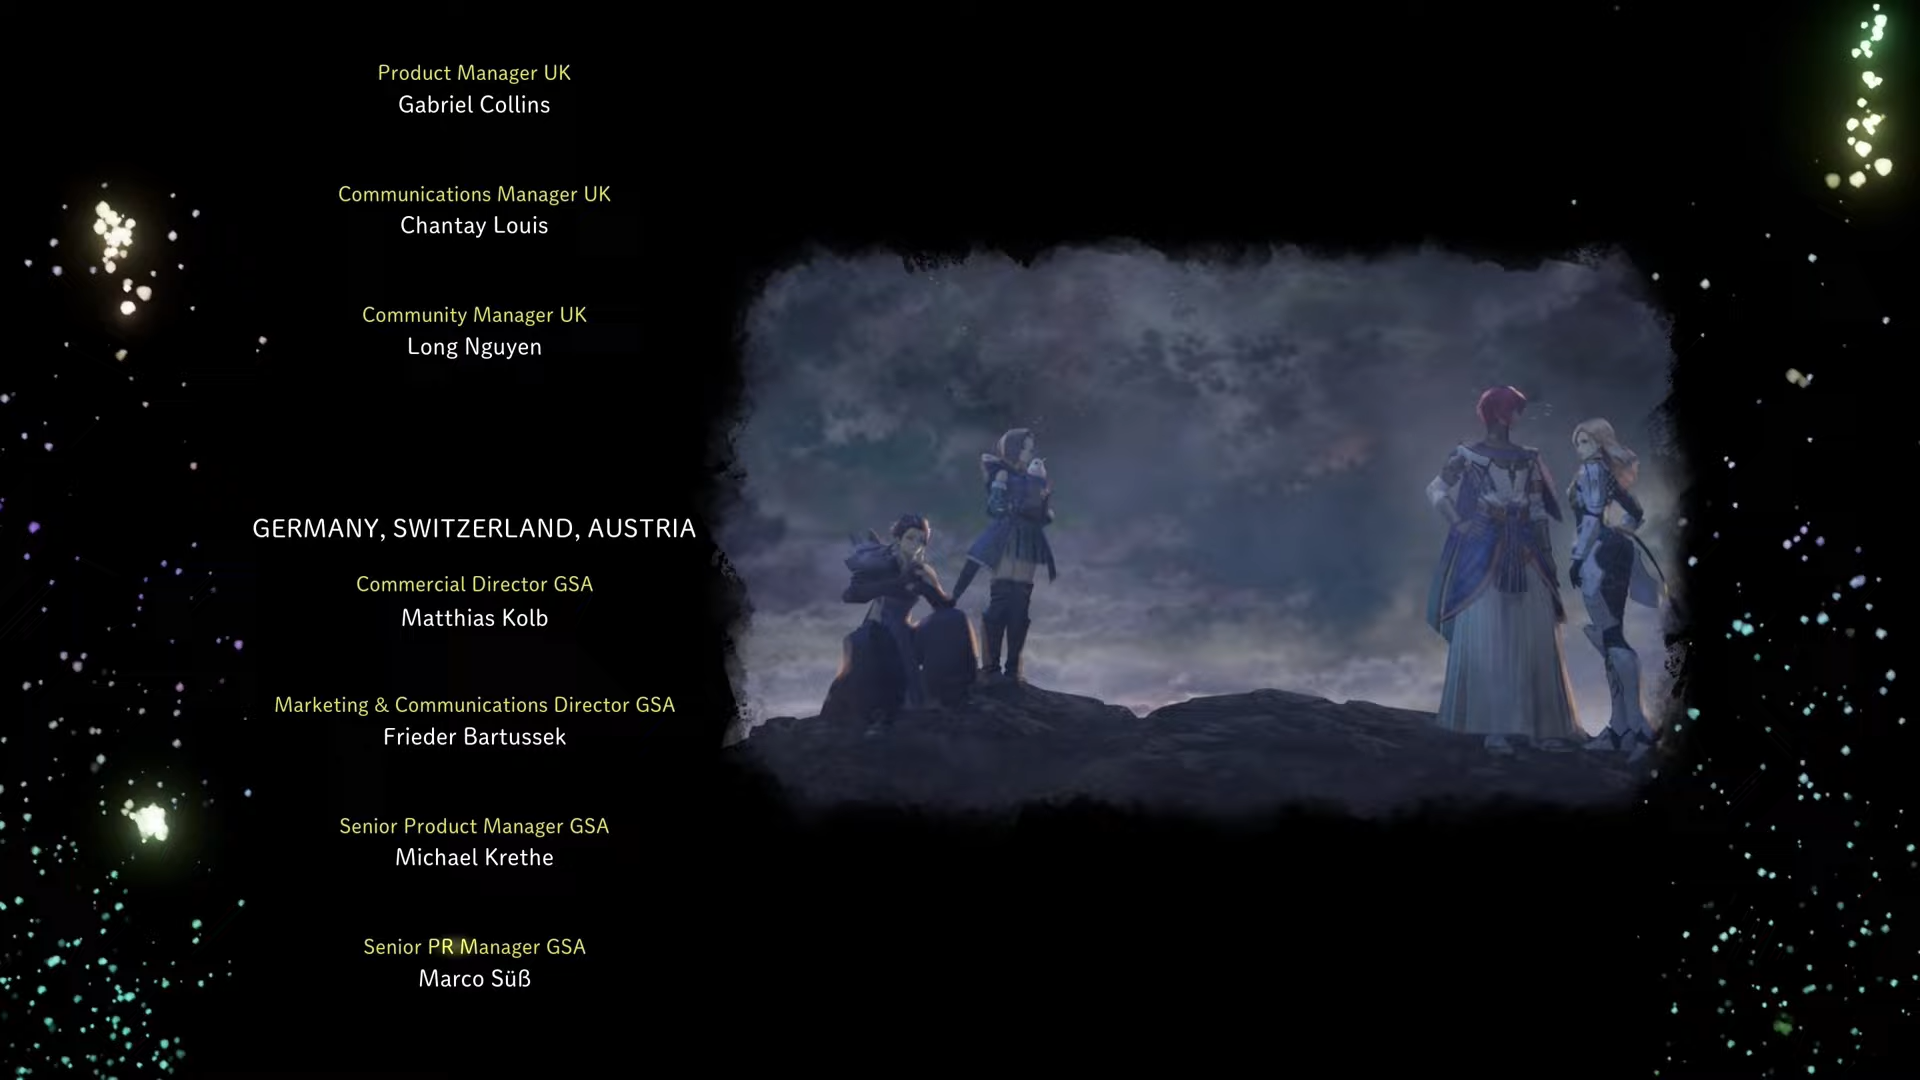 Product Manager UK
Gabriel Collins
Communications Manager UK
Chantay Louis
Community Manager UK
Long Nguyen
GERMANY, SWITZERLAND, AUSTRIA
Commercial Director GSA
Matthias Kolb
Marketing & Communications Director GSA
Frieder Bartussek
Senior Product Manager GSA
Michael Krethe
Senior PR Manager GSA
Marco Süß